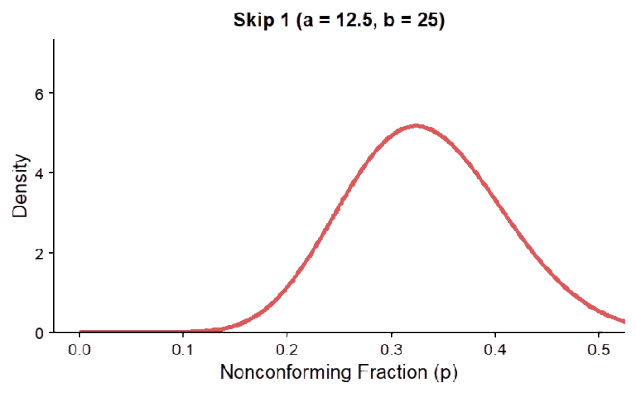 Skip 1 (a = 12.5, b = 25)
6
4
2
0
Density
0.0 0.1 0.2 0.3 0.4 0.5
Nonconforming Fraction (p)